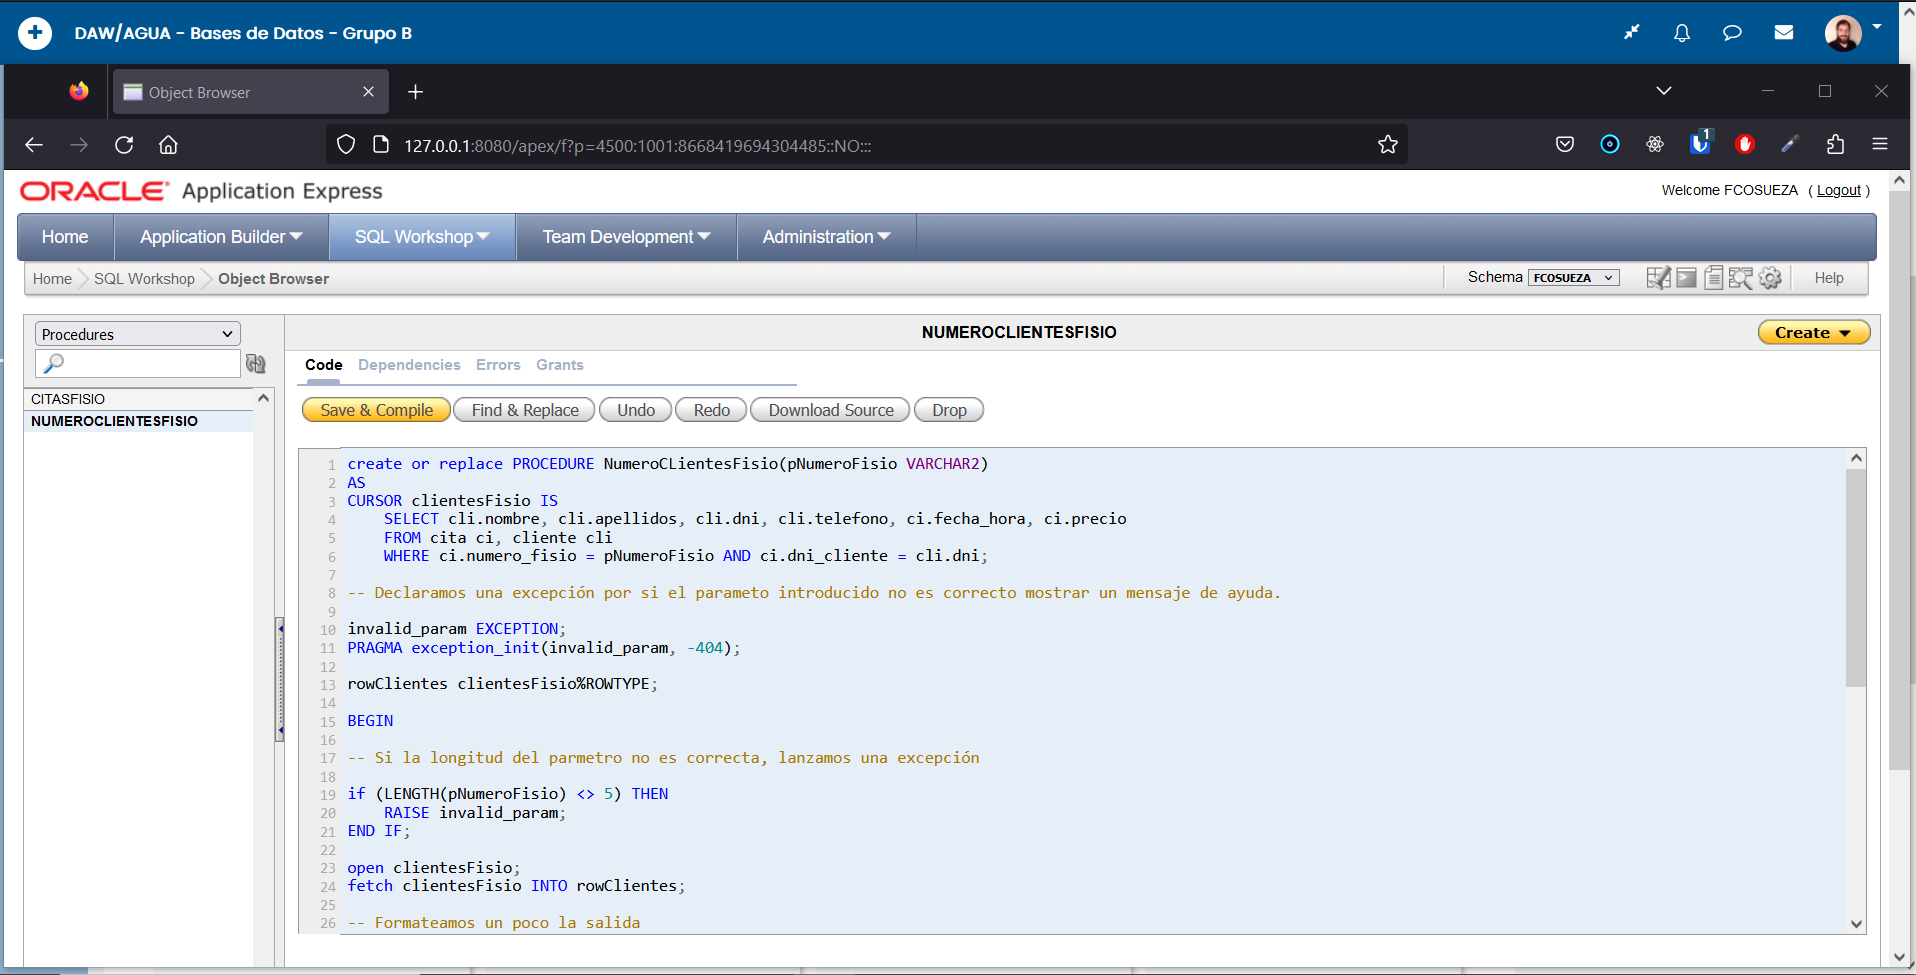 DAW/AGUA - Bases de Datos - Grupo B
Object Browser
127.0.0.1:8080/apex/f?p=4500:1001:8668419694304485::NO:::
1
ORACLE® Application Express
Welcome FCOSUEZA ( Logout )
Home Application Builder SQL Workshop Team Development Administration
Home SQL Workshop Object Browser
Schema FCOSUEZA Help
Procedures
CITASFISIO
NUMEROCLIENTESFISIO
NUMEROCLIENTESFISIO
Create
Code Dependencies Errors Grants
Save & Compile Find & Replace Undo Redo Download Source Drop
1 create or replace PROCEDURE NumeroCLientesFisio(pNumeroFisio VARCHAR2)
2 AS
3 CURSOR clientesFisio IS
4 SELECT cli.nombre, cli.apellidos, cli.dni, cli.telefono, ci.fecha_hora, ci.precio
5 FROM cita ci, cliente cli
6 WHERE ci.numero_fisio = pNumeroFisio AND ci.dni_cliente = cli.dni;
7
8 -- Declaramos una excepción por si el parameto introducido no es correcto mostrar un mensaje de ayuda.
9
10 invalid_param EXCEPTION;
11 PRAGMA exception_init(invalid_param, -404);
12
13 rowClientes clientesFisio%ROWTYPE;
14
15 BEGIN
16
17 -- Si la longitud del parmetro no es correcta, lanzamos una excepción
18
19 if (LENGTH(pNumeroFisio) <> 5) THEN
20 RAISE invalid_param;
21 END IF;
22
23 open clientesFisio;
24 fetch clientesFisio INTO rowClientes;
25
26 -- Formateamos un poco la salida